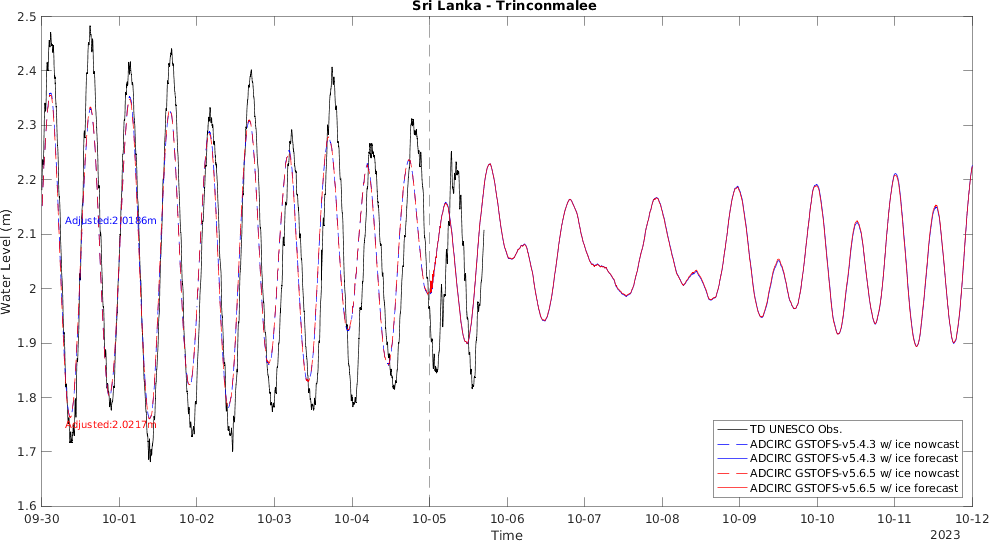 Sri Lanka - Trinconmalee
2.5
2.4
2.3
2.2
2.1
2
1.9
1.8
1.7
1.6
Water Level (m)
Adjusted:2.0186m
Adjusted:2.0217m
TD UNESCO Obs.
ADCIRC GSTOFS-v5.4.3 w/ ice nowcast
ADCIRC GSTOFS-v5.4.3 w/ ice forecast
ADCIRC GSTOFS-v5.6.5 w/ ice nowcast
ADCIRC GSTOFS-v5.6.5 w/ ice forecast
09-30 10-01 10-02 10-03 10-04 10-05 10-06 10-07 10-08 10-09 10-10 10-11 10-12
Time
2023